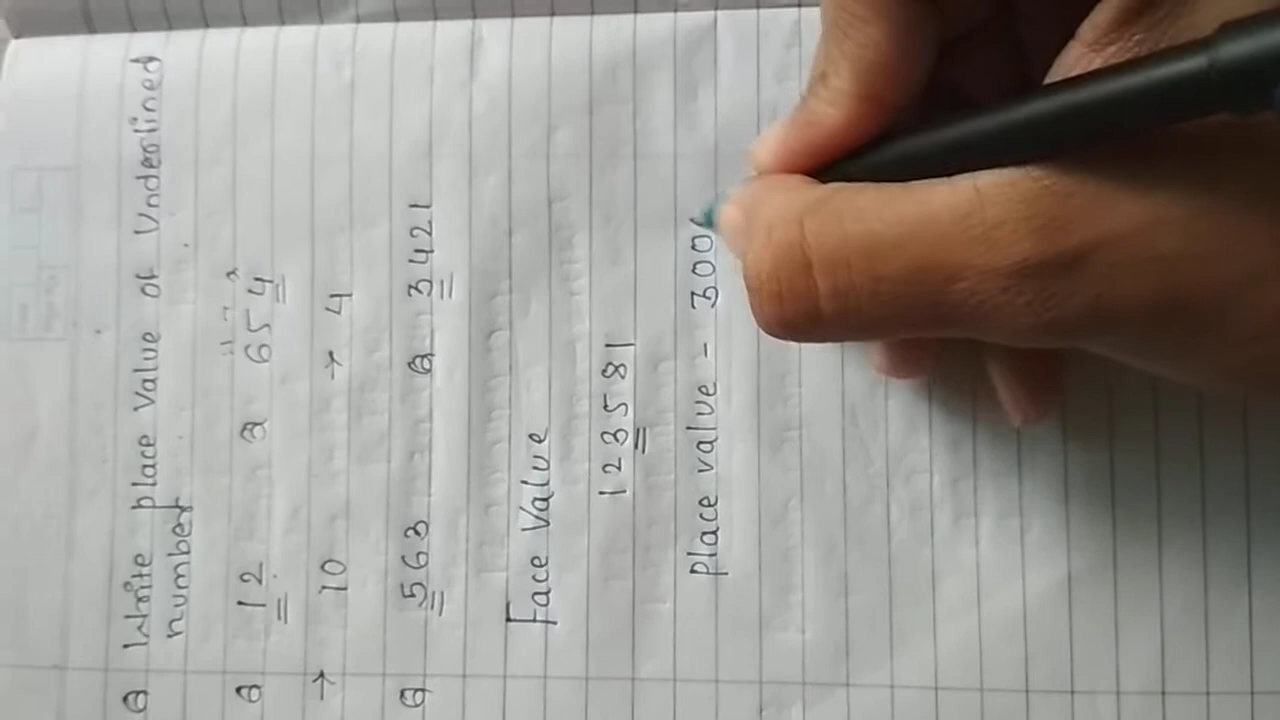 Q Write place value of Underlined
number
Q 12 Q 654
→ 10 → 4
Q 563 Q 3421
Face Value
123581
place value - 300